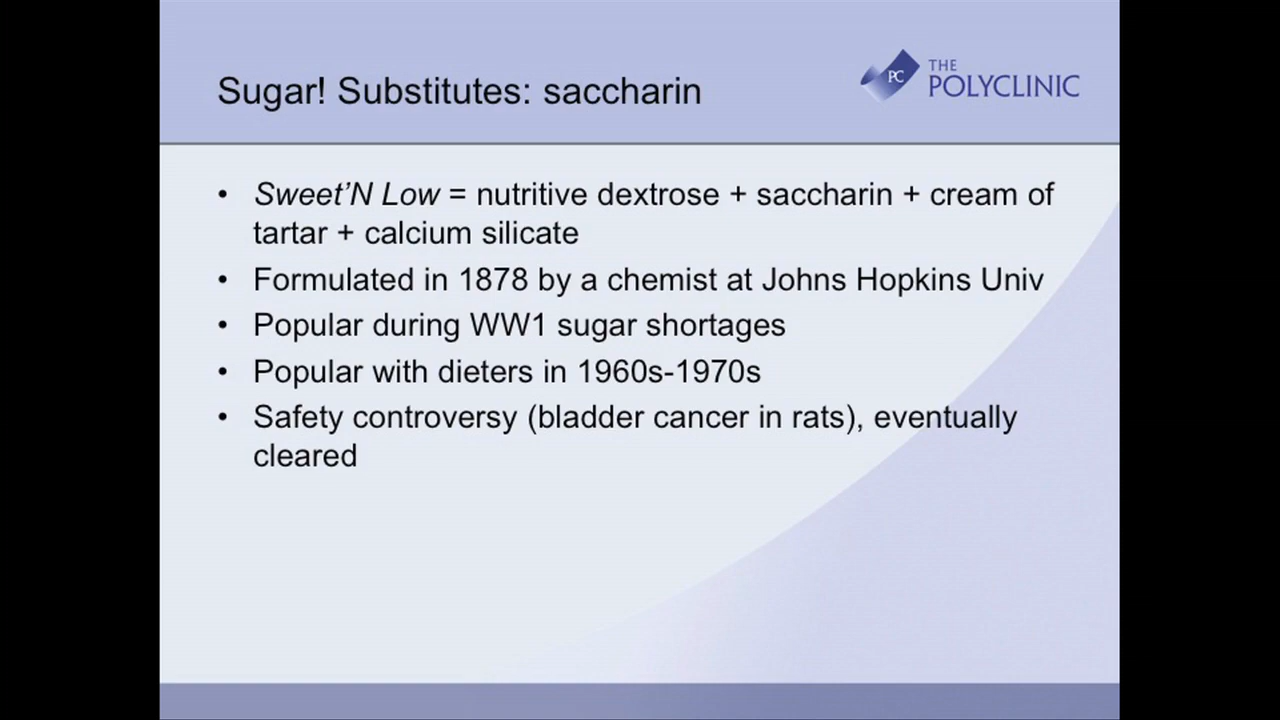 Sugar! Substitutes: saccharin
PC
THE
POLYCLINIC
• Sweet'N Low = nutritive dextrose + saccharin + cream of
tartar + calcium silicate
• Formulated in 1878 by a chemist at Johns Hopkins Univ
• Popular during WW1 sugar shortages
• Popular with dieters in 1960s-1970s
• Safety controversy (bladder cancer in rats), eventually
cleared